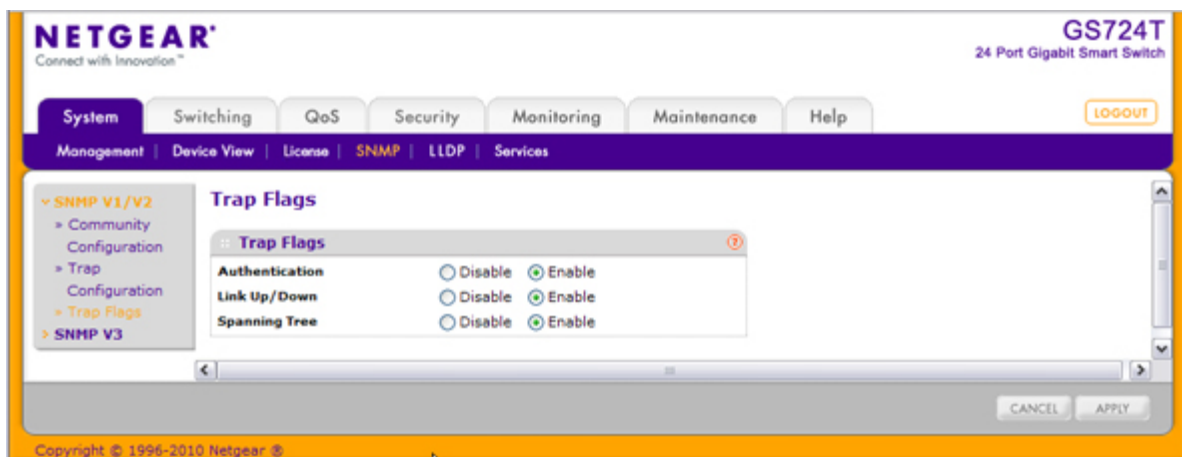 NETGEAR®
Connect with Innovation™
GS724T
24 Port Gigabit Smart Switch
System Switching QoS Security Monitoring Maintenance Help LOGOUT
Management | Device View | License | SNMP | LLDP | Services
SNMP V1/V2
» Community
Configuration
» Trap
Configuration
» Trap Flags
SNMP V3
Trap Flags
Trap Flags ?
Authentication Disable Enable
Link Up/Down Disable Enable
Spanning Tree Disable Enable
CANCEL APPLY
Copyright © 1996-2010 Netgear ®